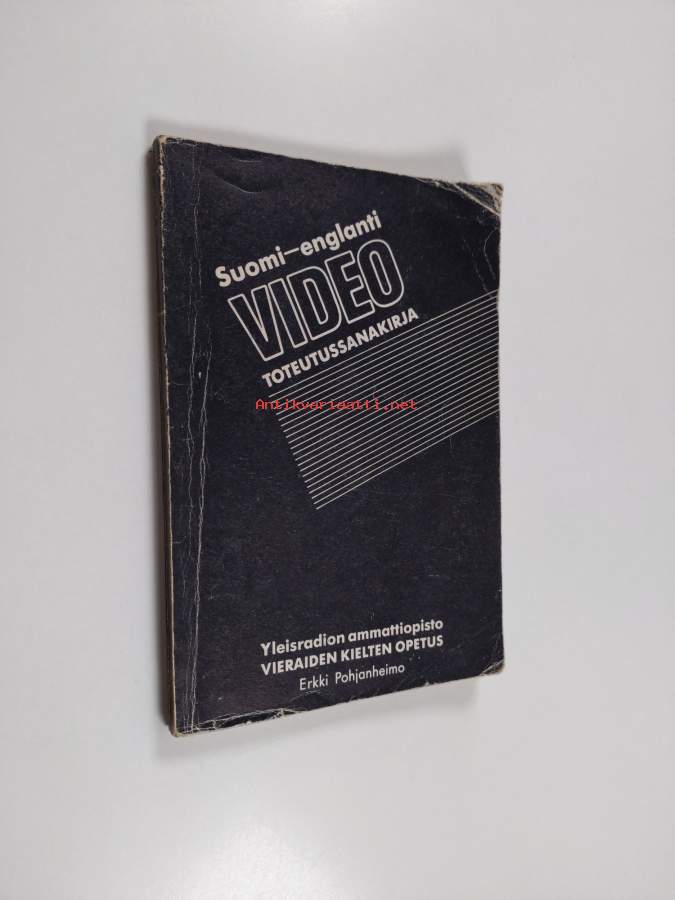 Suomi–englanti
VIDEO
TOTEUTUSSANAKIRJA
Antikvariaatti.net
Yleisradion ammattiopisto
VIERAIDEN KIELTEN OPETUS
Erkki Pohjanheimo